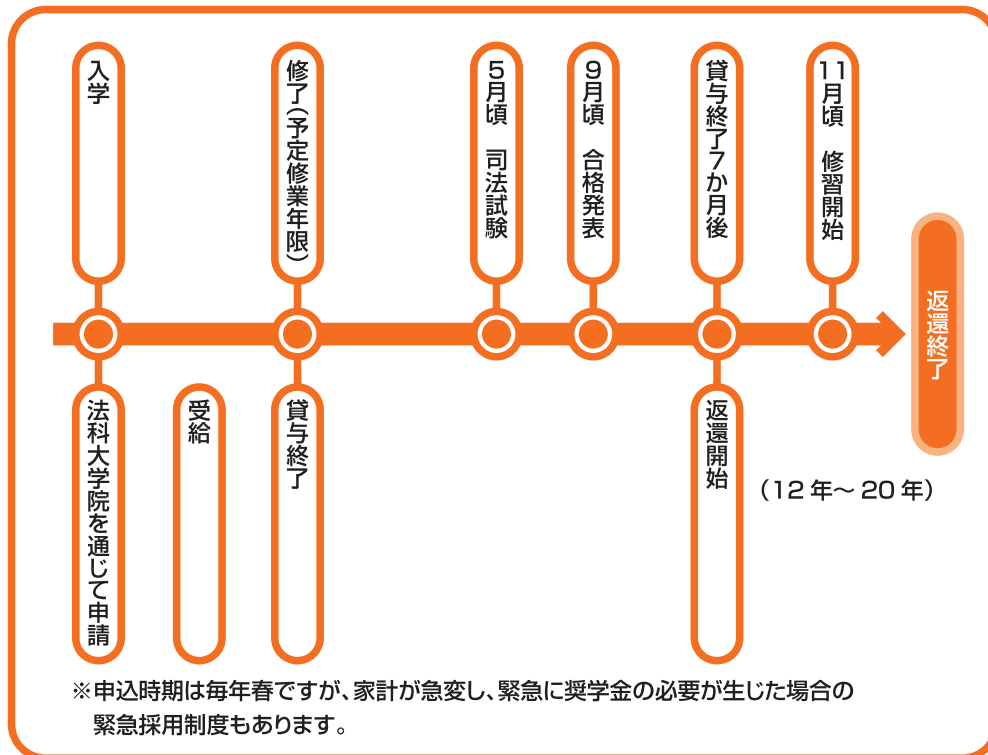 入学
修了(予定修業年限)
5月頃　司法試験
9月頃　合格発表
貸与終了7か月後
11月頃　修習開始
返還終了
法科大学院を通じて申請
受給
貸与終了
返還開始
（12 年～ 20 年）
※申込時期は毎年春ですが、家計が急変し、緊急に奨学金の必要が生じた場合の
緊急採用制度もあります。